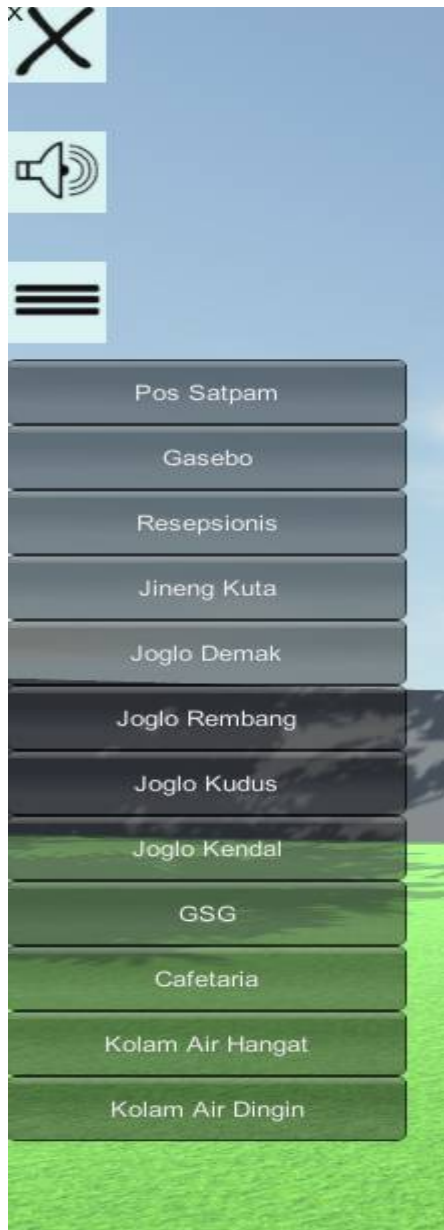 x
Pos Satpam
Gasebo
Resepsionis
Jineng Kuta
Joglo Demak
Joglo Rembang
Joglo Kudus
Joglo Kendal
GSG
Cafetaria
Kolam Air Hangat
Kolam Air Dingin